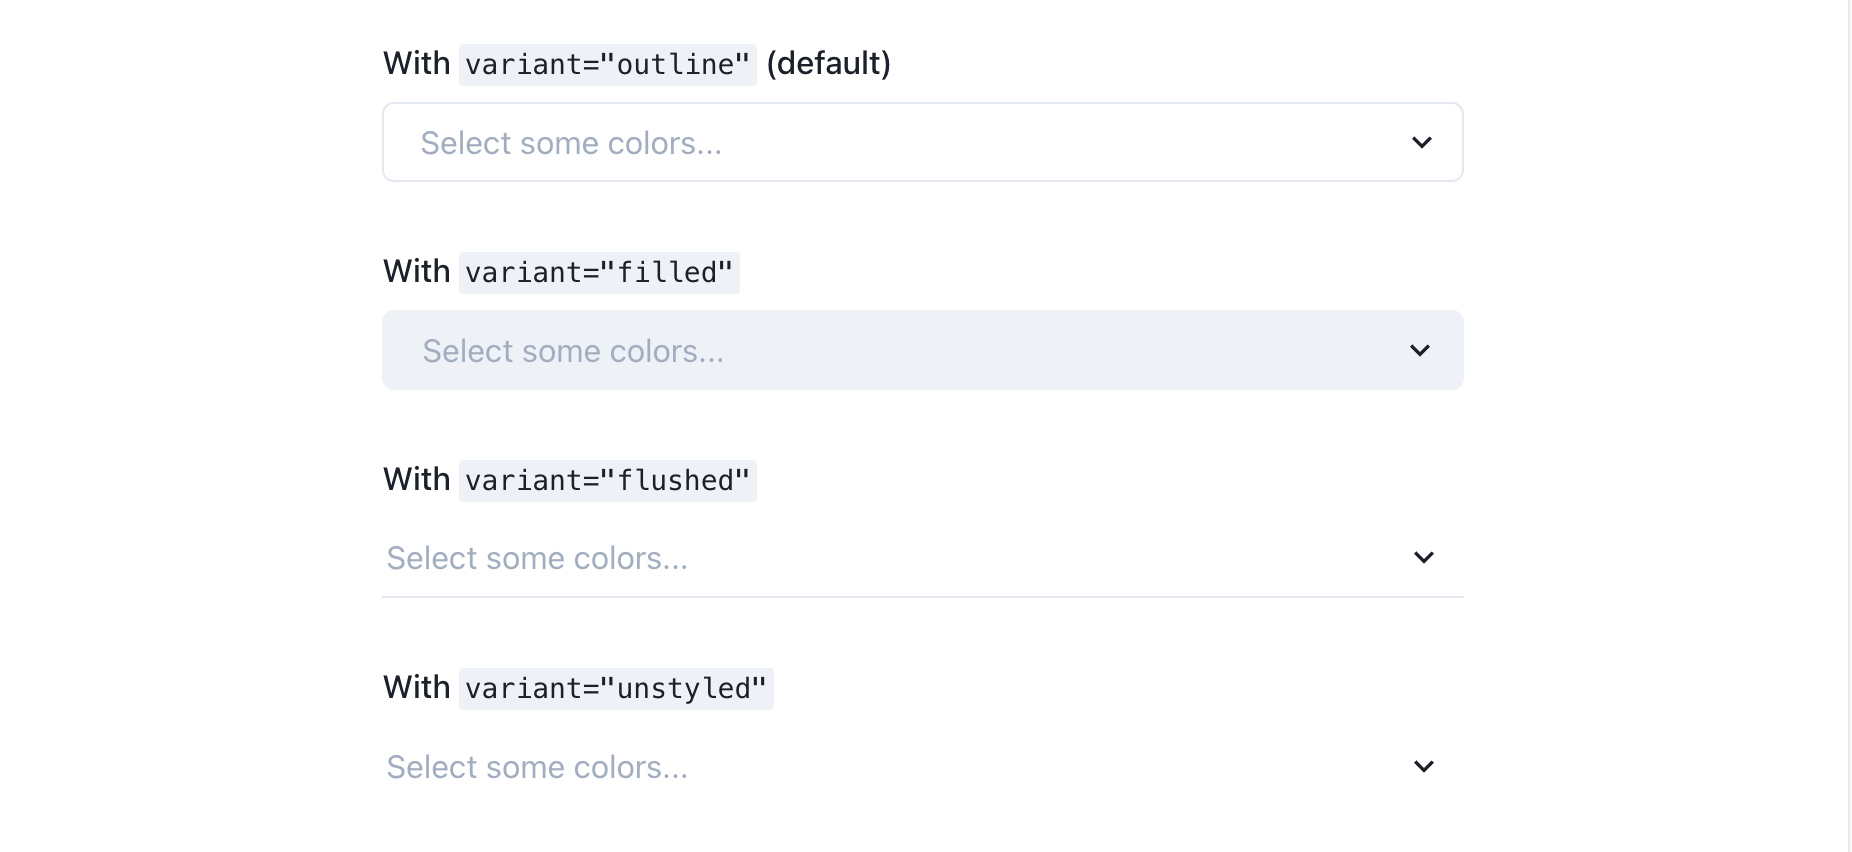 With variant="outline" (default)
Select some colors...
With variant="filled"
Select some colors...
With variant="flushed"
Select some colors...
With variant="unstyled"
Select some colors...